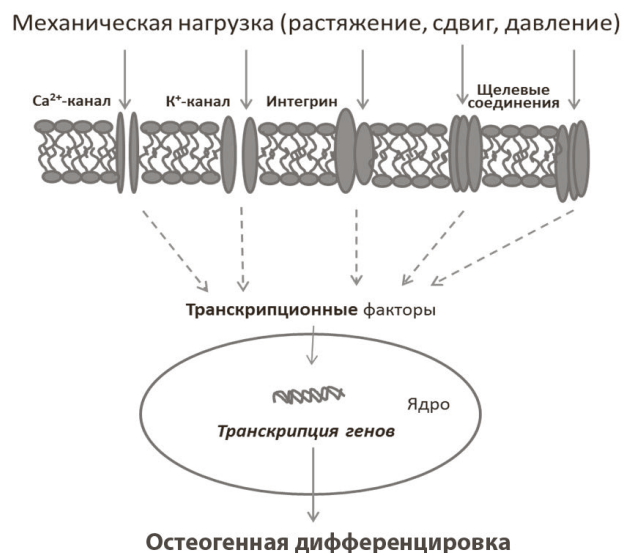 Механическая нагрузка (растяжение, сдвиг, давление)
Ca²⁺-канал
К⁺-канал
Интегрин
Щелевые
соединения
Транскрипционные факторы
Ядро
Транскрипция генов
Остеогенная дифференцировка